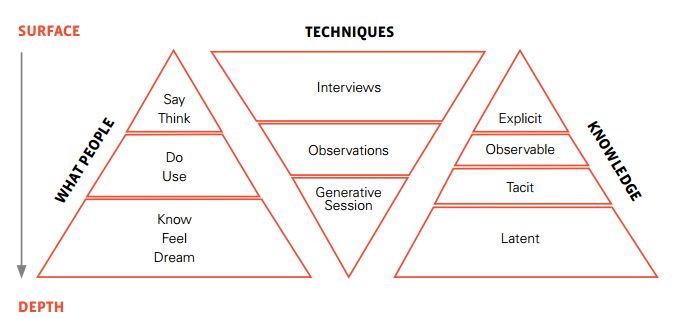 SURFACE
TECHNIQUES
WHAT PEOPLE
Say
Think
Do
Use
Know
Feel
Dream
Interviews
Observations
Generative
Session
Explicit
Observable
Tacit
Latent
KNOWLEDGE
DEPTH